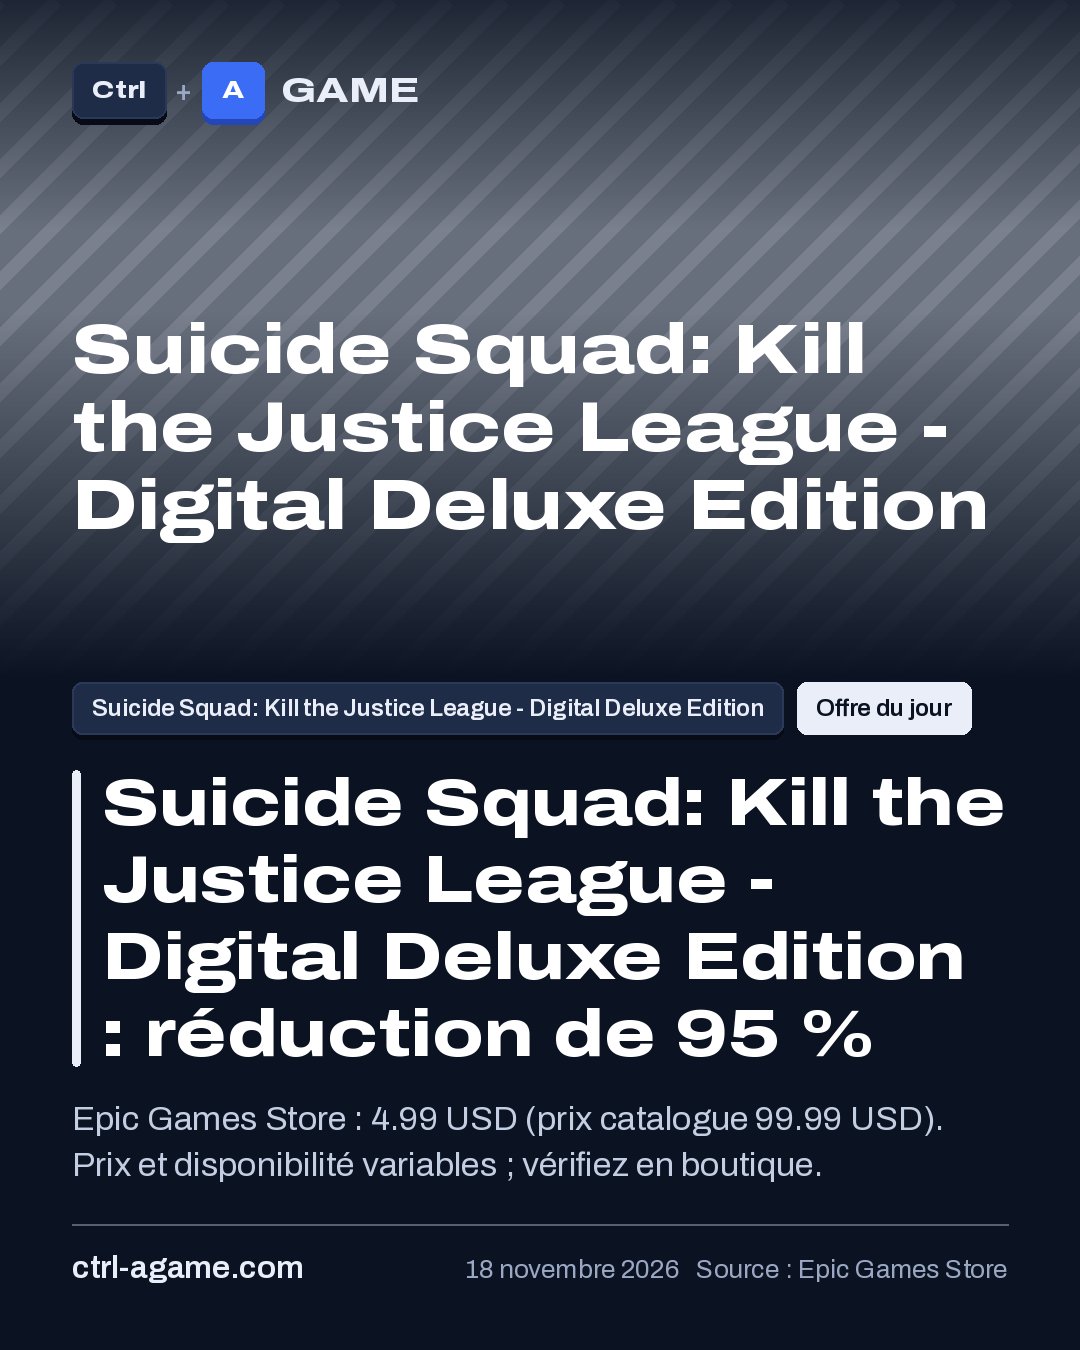 Ctrl + A GAME
Suicide Squad: Kill
the Justice League -
Digital Deluxe Edition
Suicide Squad: Kill the Justice League - Digital Deluxe Edition
Offre du jour
Suicide Squad: Kill the
Justice League -
Digital Deluxe Edition
: réduction de 95 %
Epic Games Store : 4.99 USD (prix catalogue 99.99 USD).
Prix et disponibilité variables ; vérifiez en boutique.
ctrl-agame.com
18 novembre 2026 Source : Epic Games Store